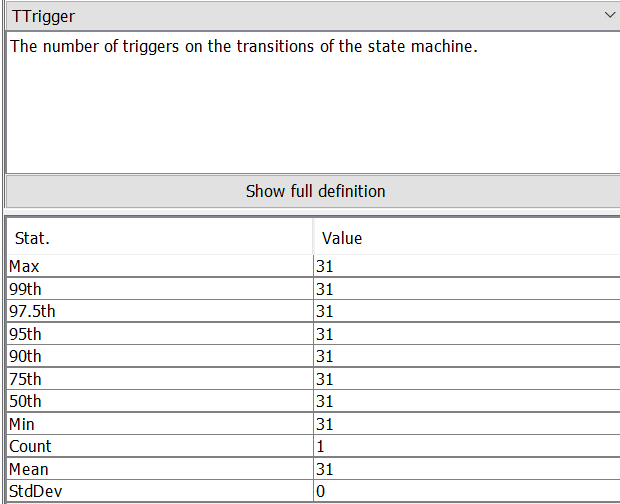 TTrigger
The number of triggers on the transitions of the state machine.
Show full definition
Stat. Value
Max 31
99th 31
97.5th 31
95th 31
90th 31
75th 31
50th 31
Min 31
Count 1
Mean 31
StdDev 0